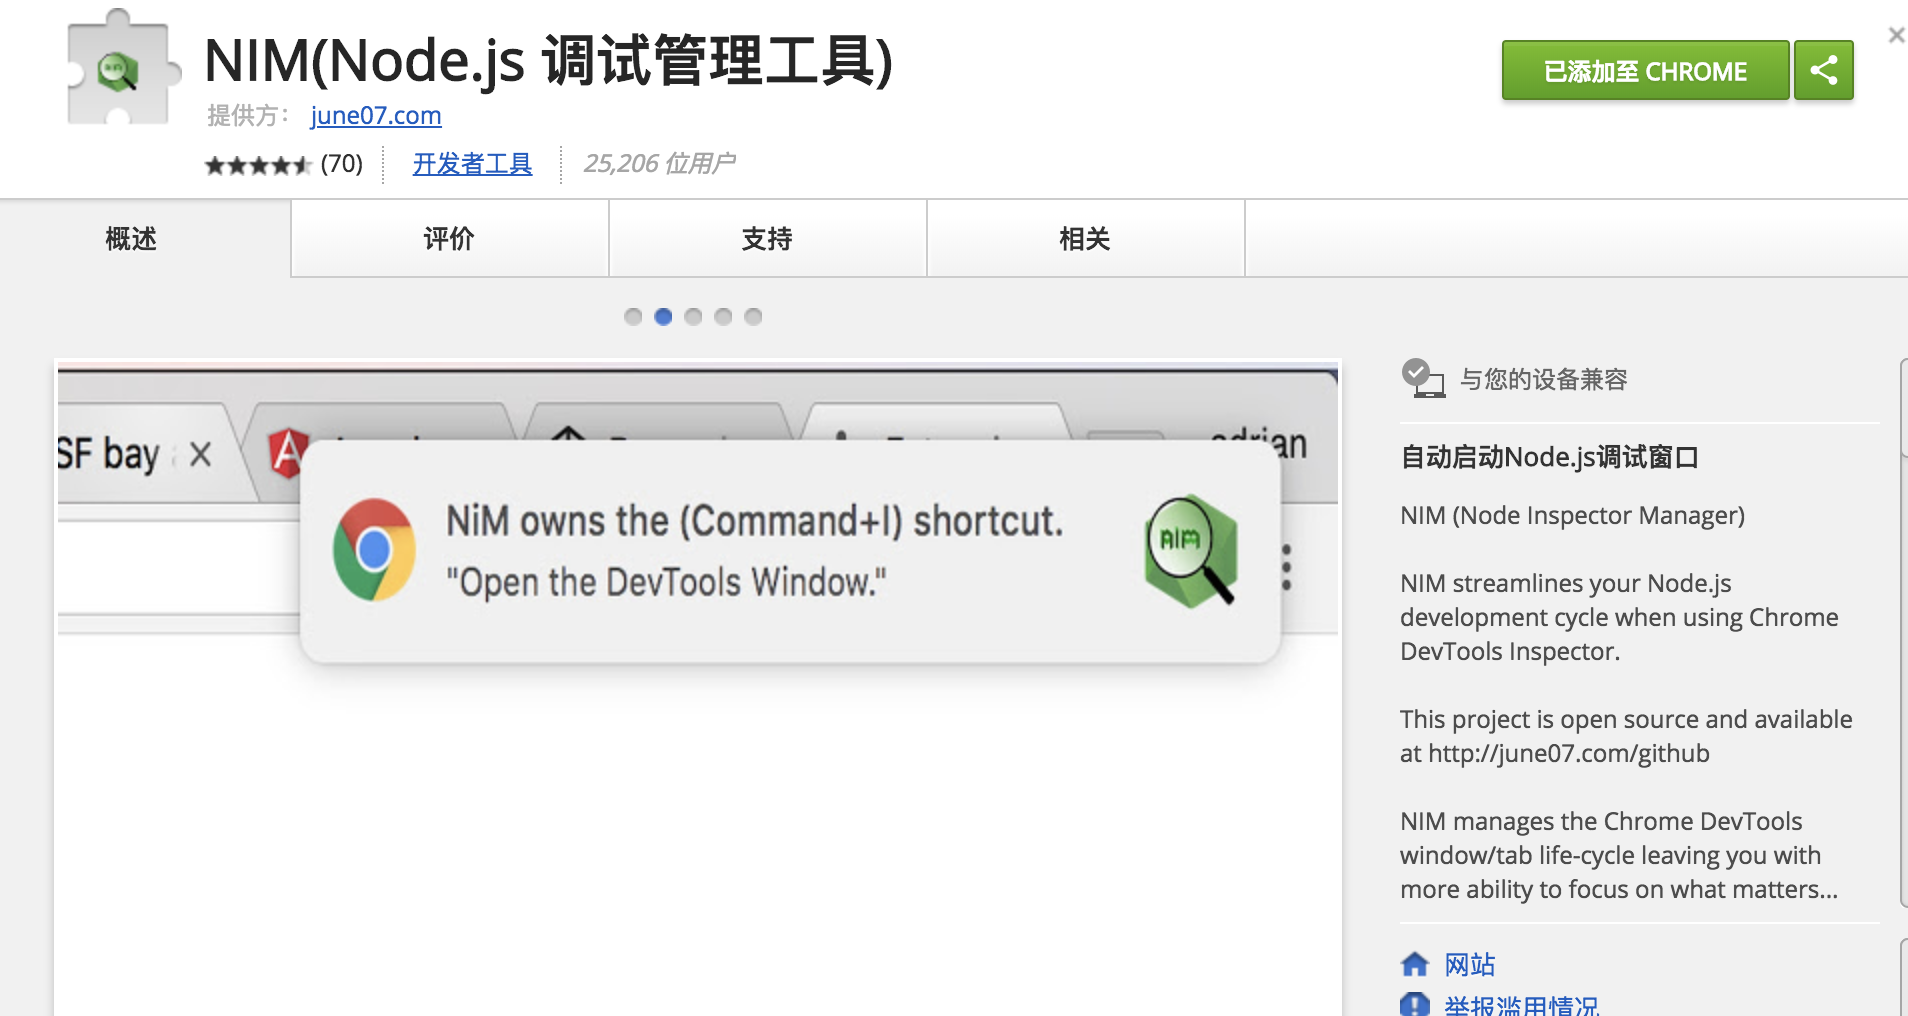 NIM(Node.js 调试管理工具)
已添加至 CHROME
提供方: june07.com
(70) 开发者工具 25,206 位用户
概述 评价 支持 相关
SF bay
NiM owns the (Command+I) shortcut.
"Open the DevTools Window."
nim
与您的设备兼容
自动启动Node.js调试窗口
NIM (Node Inspector Manager)
NIM streamlines your Node.js
development cycle when using Chrome
DevTools Inspector.
This project is open source and available
at http://june07.com/github
NIM manages the Chrome DevTools
window/tab life-cycle leaving you with
more ability to focus on what matters...
网站
举报滥用情况